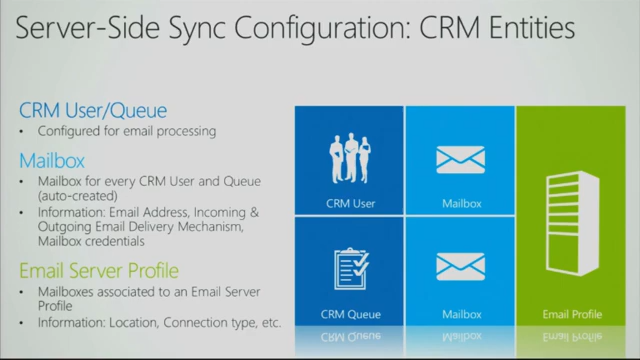 Server-Side Sync Configuration: CRM Entities
CRM User/Queue
• Configured for email processing
Mailbox
• Mailbox for every CRM User and Queue
(auto-created)
• Information: Email Address, Incoming &
Outgoing Email Delivery Mechanism,
Mailbox credentials
Email Server Profile
• Mailboxes associated to an Email Server
Profile
• Information: Location, Connection type, etc.
CRM User
Mailbox
CRM Queue
Mailbox
Email Profile